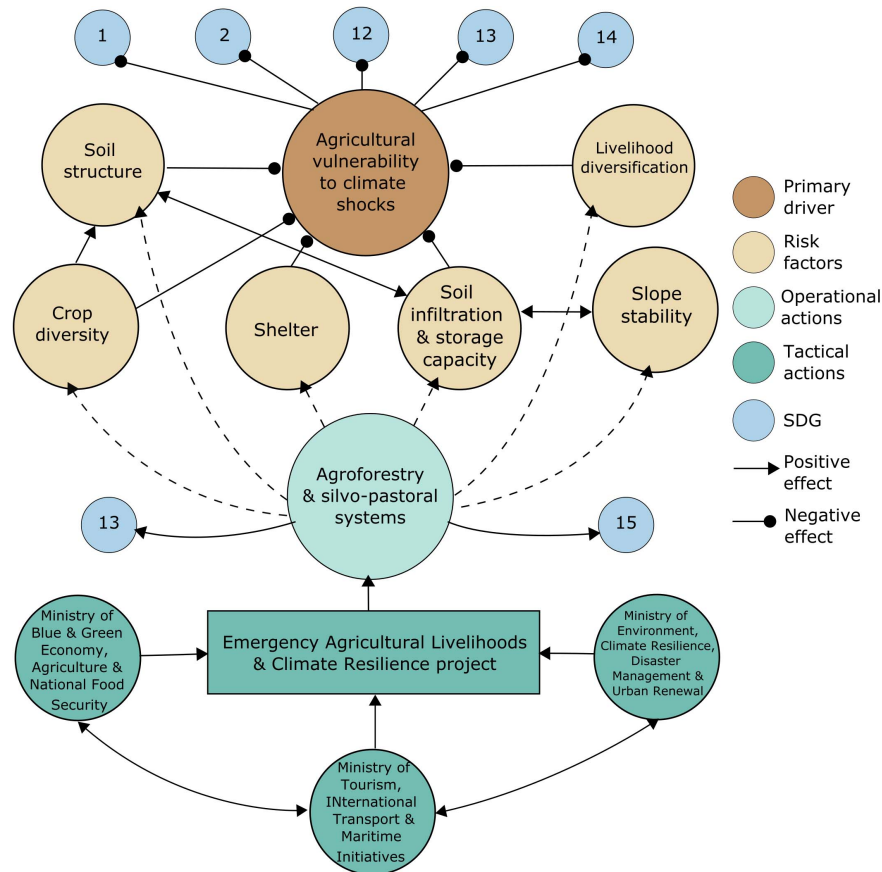 1
2
12
13
14
Soil
structure
Agricultural
vulnerability
to climate
shocks
Livelihood
diversification
Crop
diversity
Shelter
Soil
infiltration
& storage
capacity
Slope
stability
Primary
driver
Risk
factors
Operational
actions
Tactical
actions
SDG
Positive
effect
Negative
effect
Agroforestry
& silvo-pastoral
systems
13
15
Ministry of
Blue & Green
Economy,
Agriculture &
National Food
Security
Emergency Agricultural Livelihoods
& Climate Resilience project
Ministry of
Environment,
Climate Resilience,
Disaster
Management &
Urban Renewal
Ministry of
Tourism,
INternational
Transport &
Maritime
Initiatives